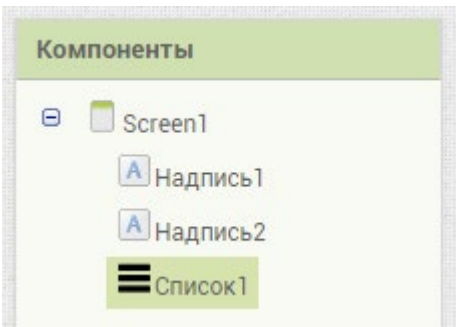 Компоненты
Screen1
A Надпись1
A Надпись2
Список1